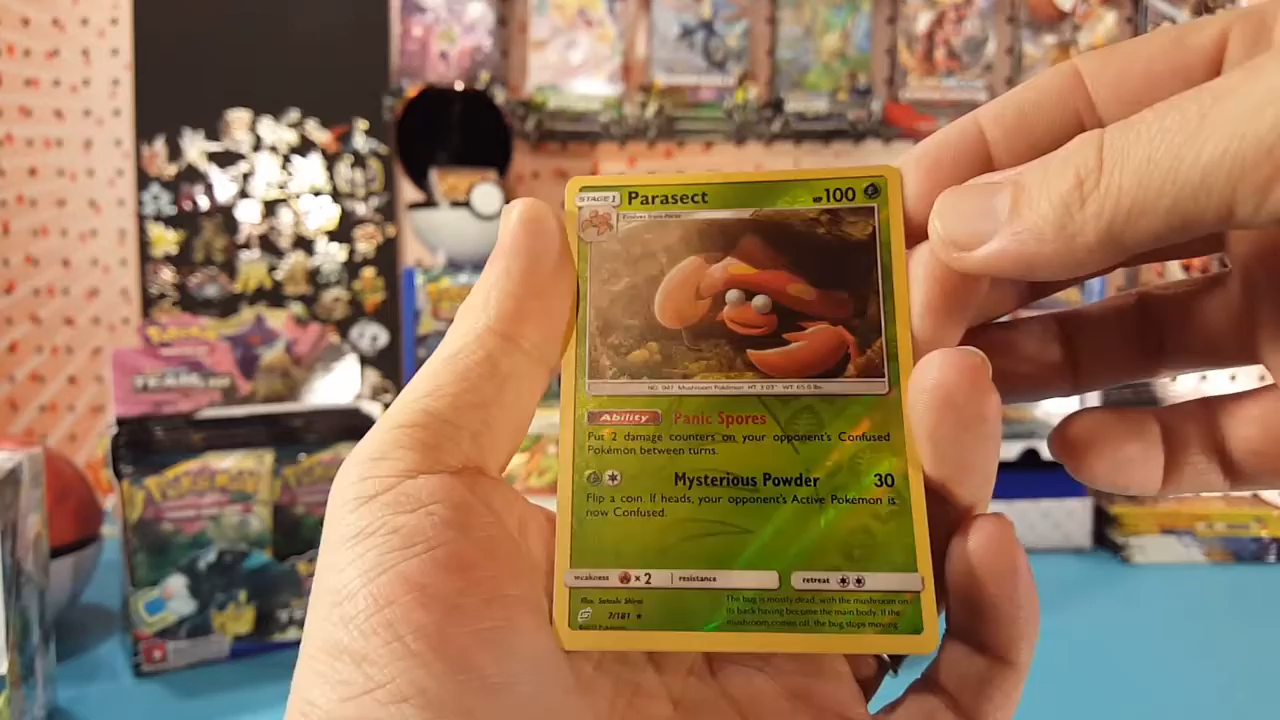 STAGE 1 Parasect HP 100
Evolves from Paras
NO. 047 Mushroom Pokémon HT: 3'03" WT: 65.0 lbs.
Ability Panic Spores
Put 2 damage counters on your opponent's Confused
Pokémon between turns.
Mysterious Powder 30
Flip a coin. If heads, your opponent's Active Pokémon is
now Confused.
weakness ×2 resistance retreat
Illus. Satoshi Shirai
7/181 ★
The bug is mostly dead, with the mushroom on
its back having become the main body. If the
mushroom comes off, the bug stops moving
Pokémon
TEAM UP
Pokémon